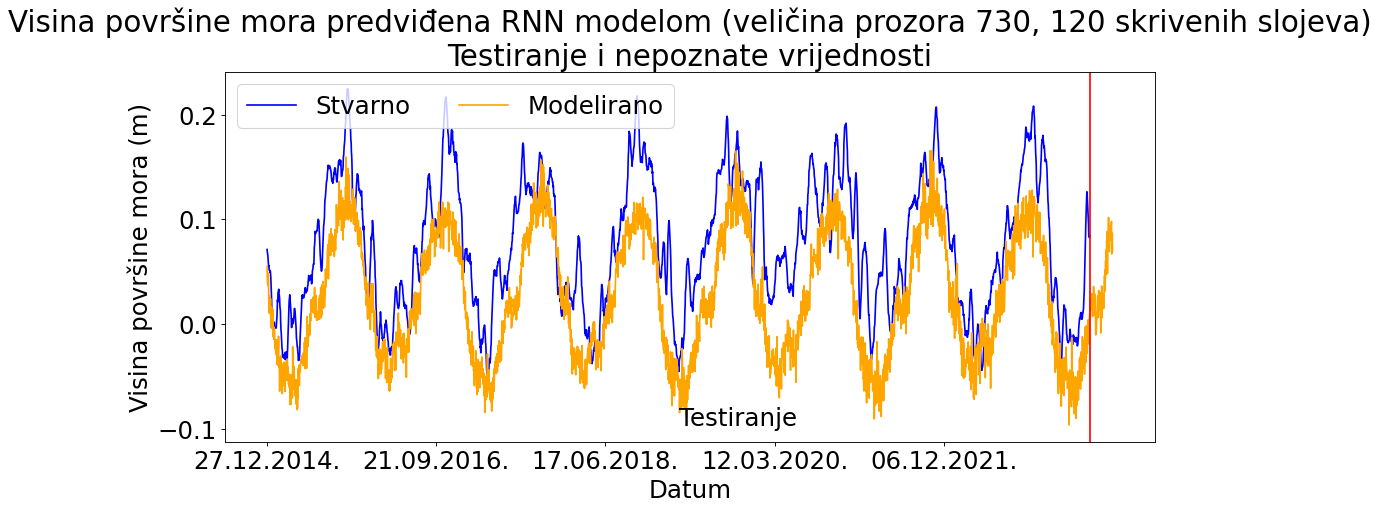 Visina površine mora predviđena RNN modelom (veličina prozora 730, 120 skrivenih slojeva)
Testiranje i nepoznate vrijednosti
Stvarno
Modelirano
Visina površine mora (m)
0.2
0.1
0.0
−0.1
Testiranje
27.12.2014.
21.09.2016.
17.06.2018.
12.03.2020.
06.12.2021.
Datum